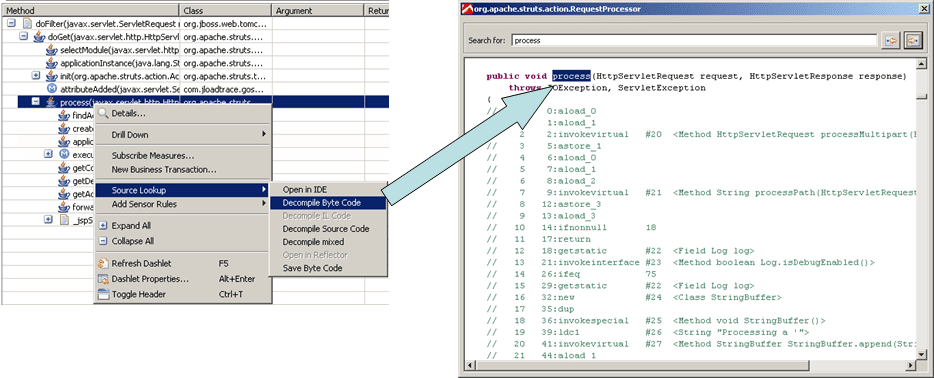 Method Class Argument Retur
doFilter(javax.servlet.ServletRequest r org.jboss.web.tomc...
doGet(javax.servlet.http.HttpServ org.apache.struts....
selectModule(javax.servlet.htt org.apache.struts....
applicationInstance(java.lang.St org.apache.struts....
init(org.apache.struts.action.Ac org.apache.struts.t...
attributeAdded(javax.servlet.Se com.jloadtrace.gos...
process(javax.servlet.http.Http org.apache.struts
findAc
create
applic
execu
getCo
getDe
getAc
forwa
_jspS
Details...
Drill Down
Subscribe Measures...
New Business Transaction...
Source Lookup
Add Sensor Rules
Expand All
Collapse All
Refresh Dashlet F5
Dashlet Properties... Alt+Enter
Toggle Header Ctrl+T
Open in IDE
Decompile Byte Code
Decompile IL Code
Decompile Source Code
Decompile mixed
Open in Reflector
Save Byte Code
org.apache.struts.action.RequestProcessor
Search for: process
public void process(HttpServletRequest request, HttpServletResponse response)
throws IOException, ServletException
{
// 0 0:aload_0
// 1 1:aload_1
// 2 2:invokevirtual #20 <Method HttpServletRequest processMultipart(H
// 3 5:astore_1
// 4 6:aload_0
// 5 7:aload_1
// 6 8:aload_2
// 7 9:invokevirtual #21 <Method String processPath(HttpServletReques
// 8 12:astore_3
// 9 13:aload_3
// 10 14:ifnonnull 18
// 11 17:return
// 12 18:getstatic #22 <Field Log log>
// 13 21:invokeinterface #23 <Method boolean Log.isDebugEnabled()>
// 14 26:ifeq 75
// 15 29:getstatic #22 <Field Log log>
// 16 32:new #24 <Class StringBuffer>
// 17 35:dup
// 18 36:invokespecial #25 <Method void StringBuffer()>
// 19 39:ldc1 #26 <String "Processing a '">
// 20 41:invokevirtual #27 <Method StringBuffer StringBuffer.append(Stri
// 21 44:aload_1